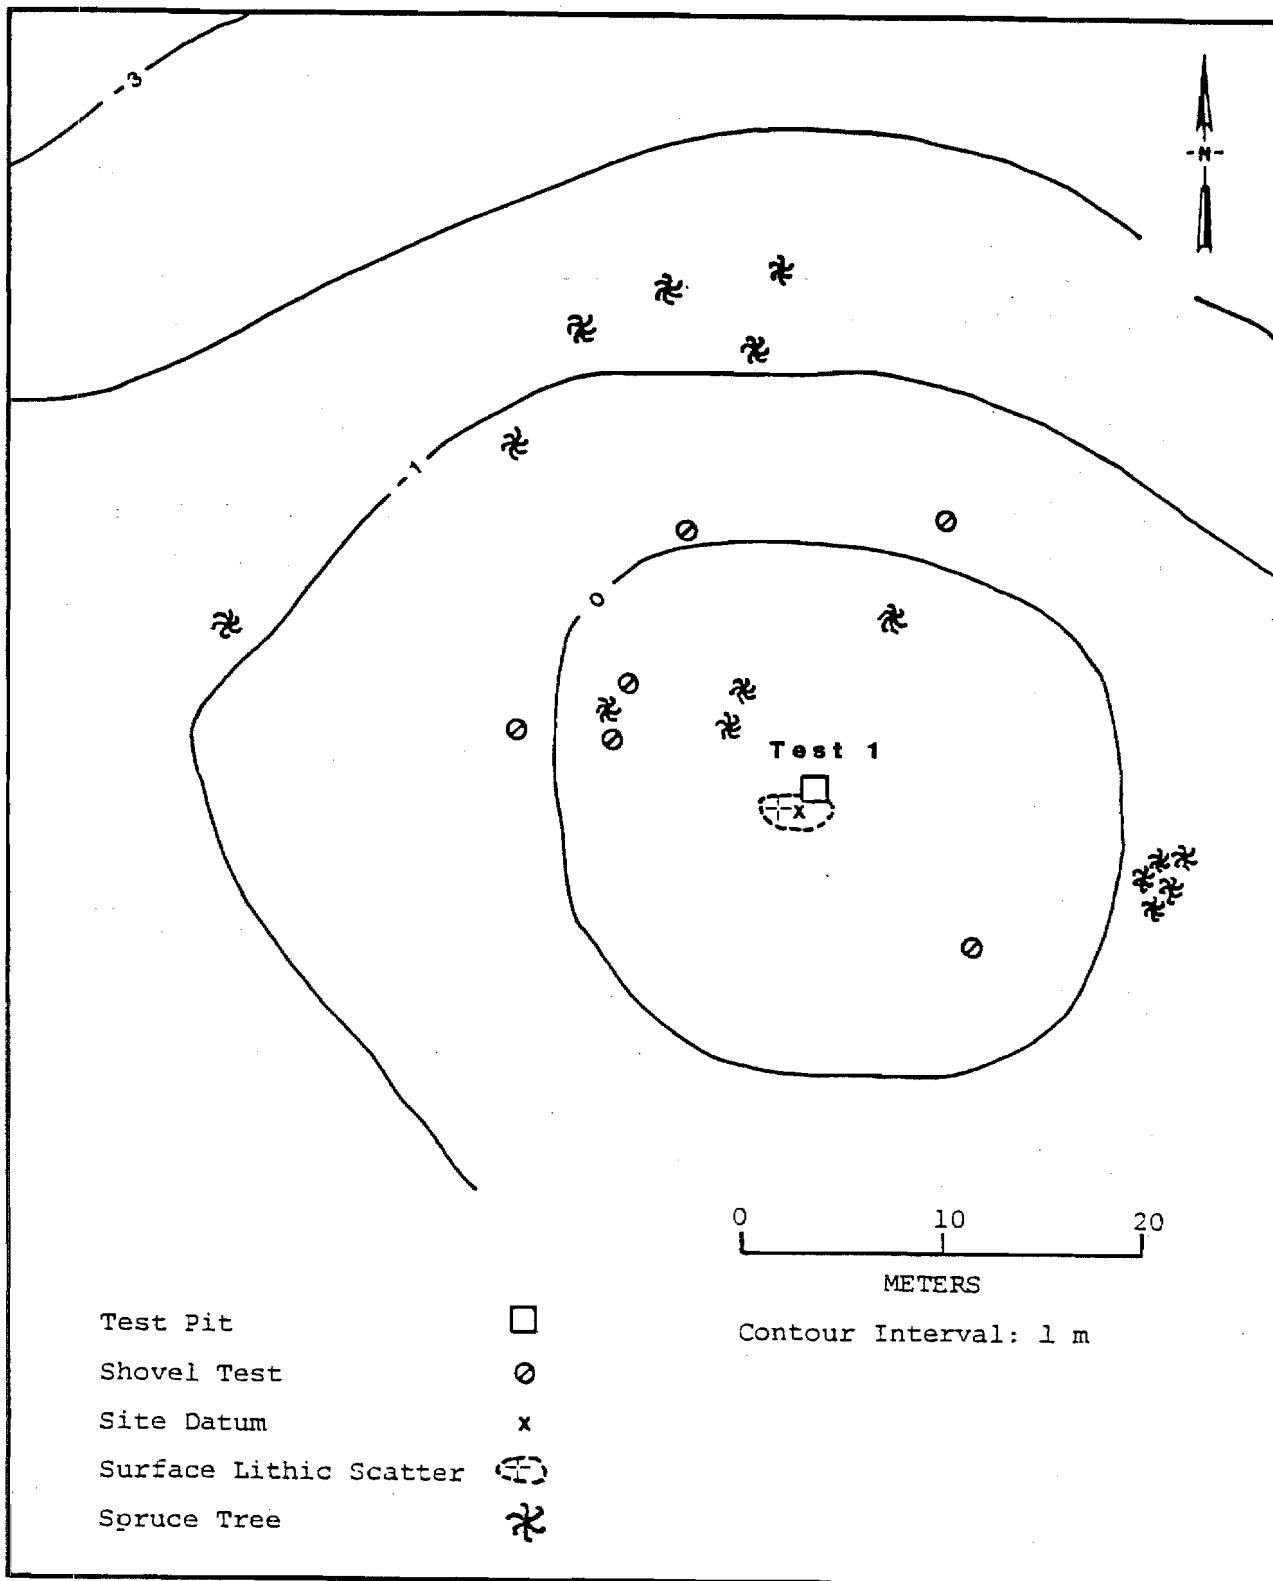 -3
-N-
-1
0
Test 1
x
0 10 20
METERS
Contour Interval: 1 m
Test Pit
Shovel Test
Site Datum x
Surface Lithic Scatter
Spruce Tree